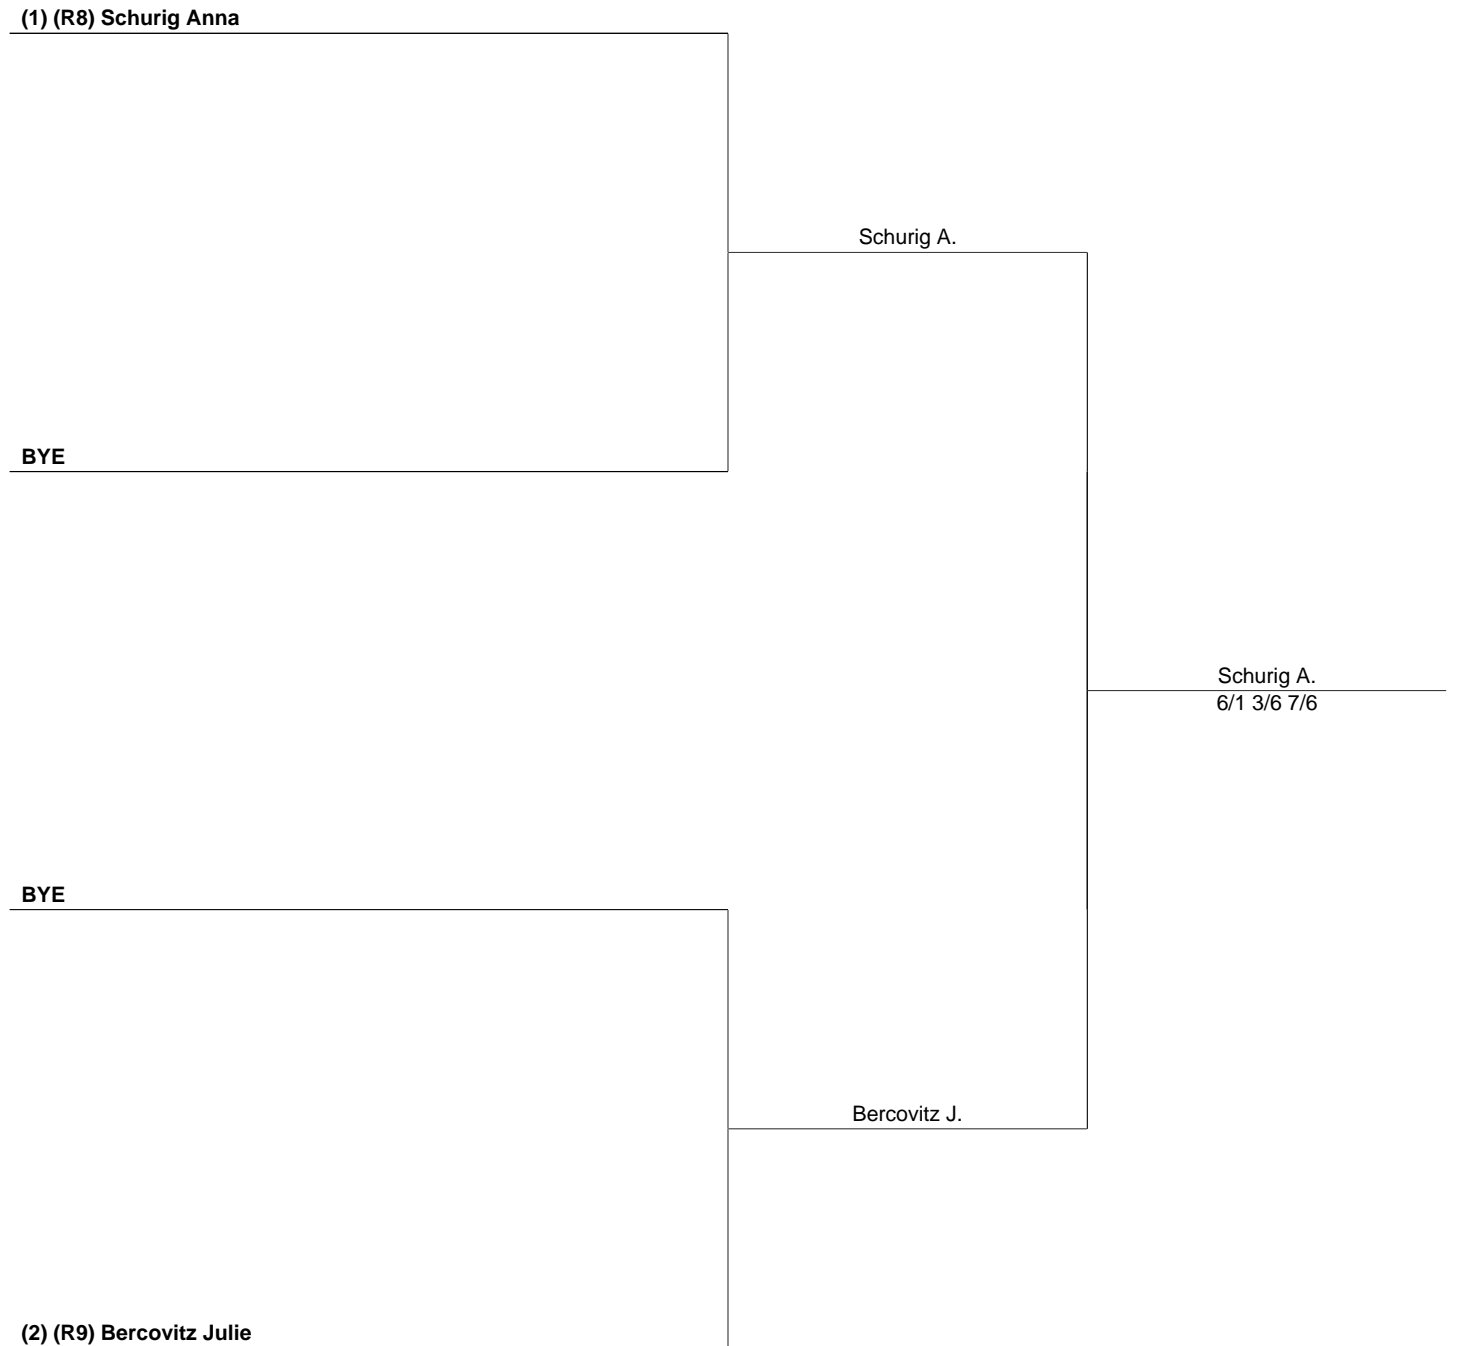 (1) (R8) Schurig Anna
Schurig A.
BYE
Schurig A.
6/1 3/6 7/6
BYE
Bercovitz J.
(2) (R9) Bercovitz Julie